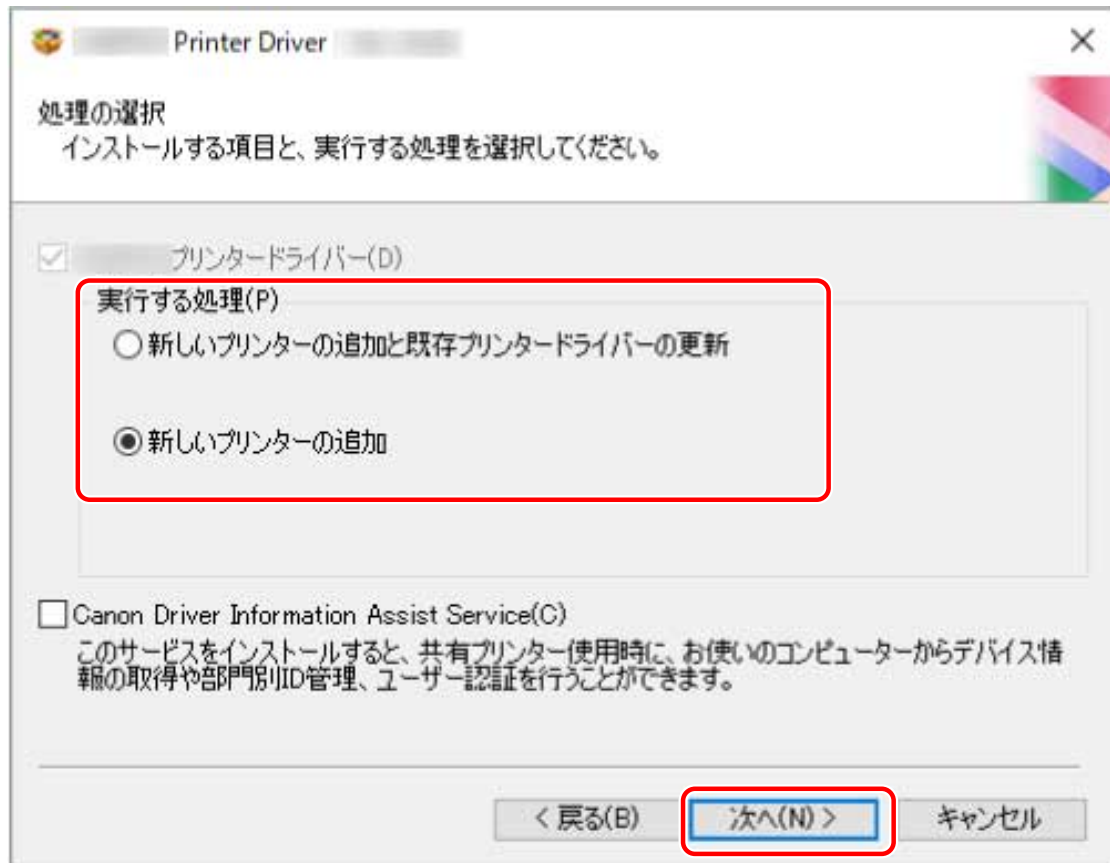 Printer Driver
処理の選択
インストールする項目と、実行する処理を選択してください。
プリンタードライバー(D)
実行する処理(P)
新しいプリンターの追加と既存プリンタードライバーの更新
新しいプリンターの追加
Canon Driver Information Assist Service(C)
このサービスをインストールすると、共有プリンター使用時に、お使いのコンピューターからデバイス情
報の取得や部門別ID管理、ユーザー認証を行うことができます。
< 戻る(B)
次へ(N) >
キャンセル